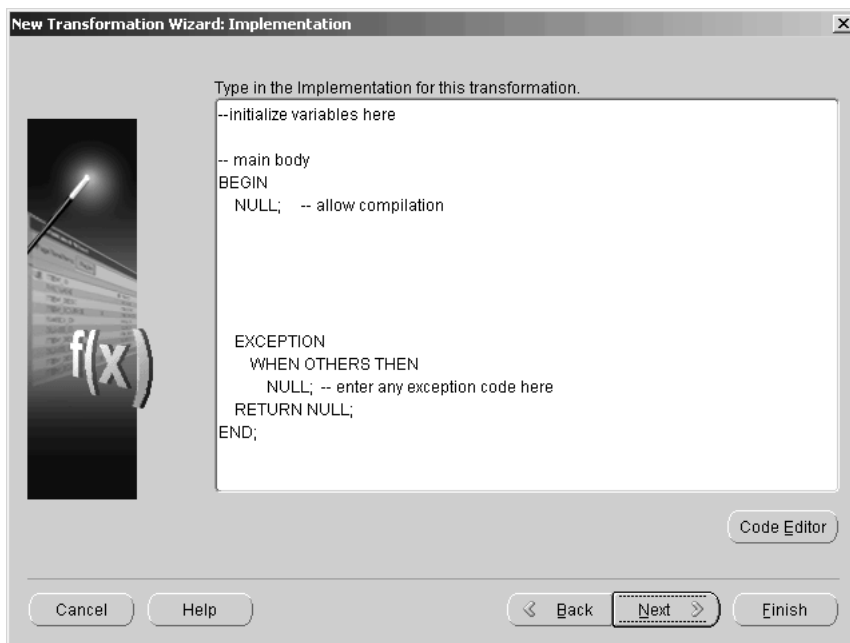 New Transformation Wizard: Implementation
Type in the Implementation for this transformation.
--initialize variables here
-- main body
BEGIN
NULL; -- allow compilation
EXCEPTION
WHEN OTHERS THEN
NULL; -- enter any exception code here
RETURN NULL;
END;
f(x)
Code Editor
Cancel
Help
Back
Next
Finish